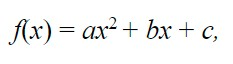 f(x) = ax² + bx + c,